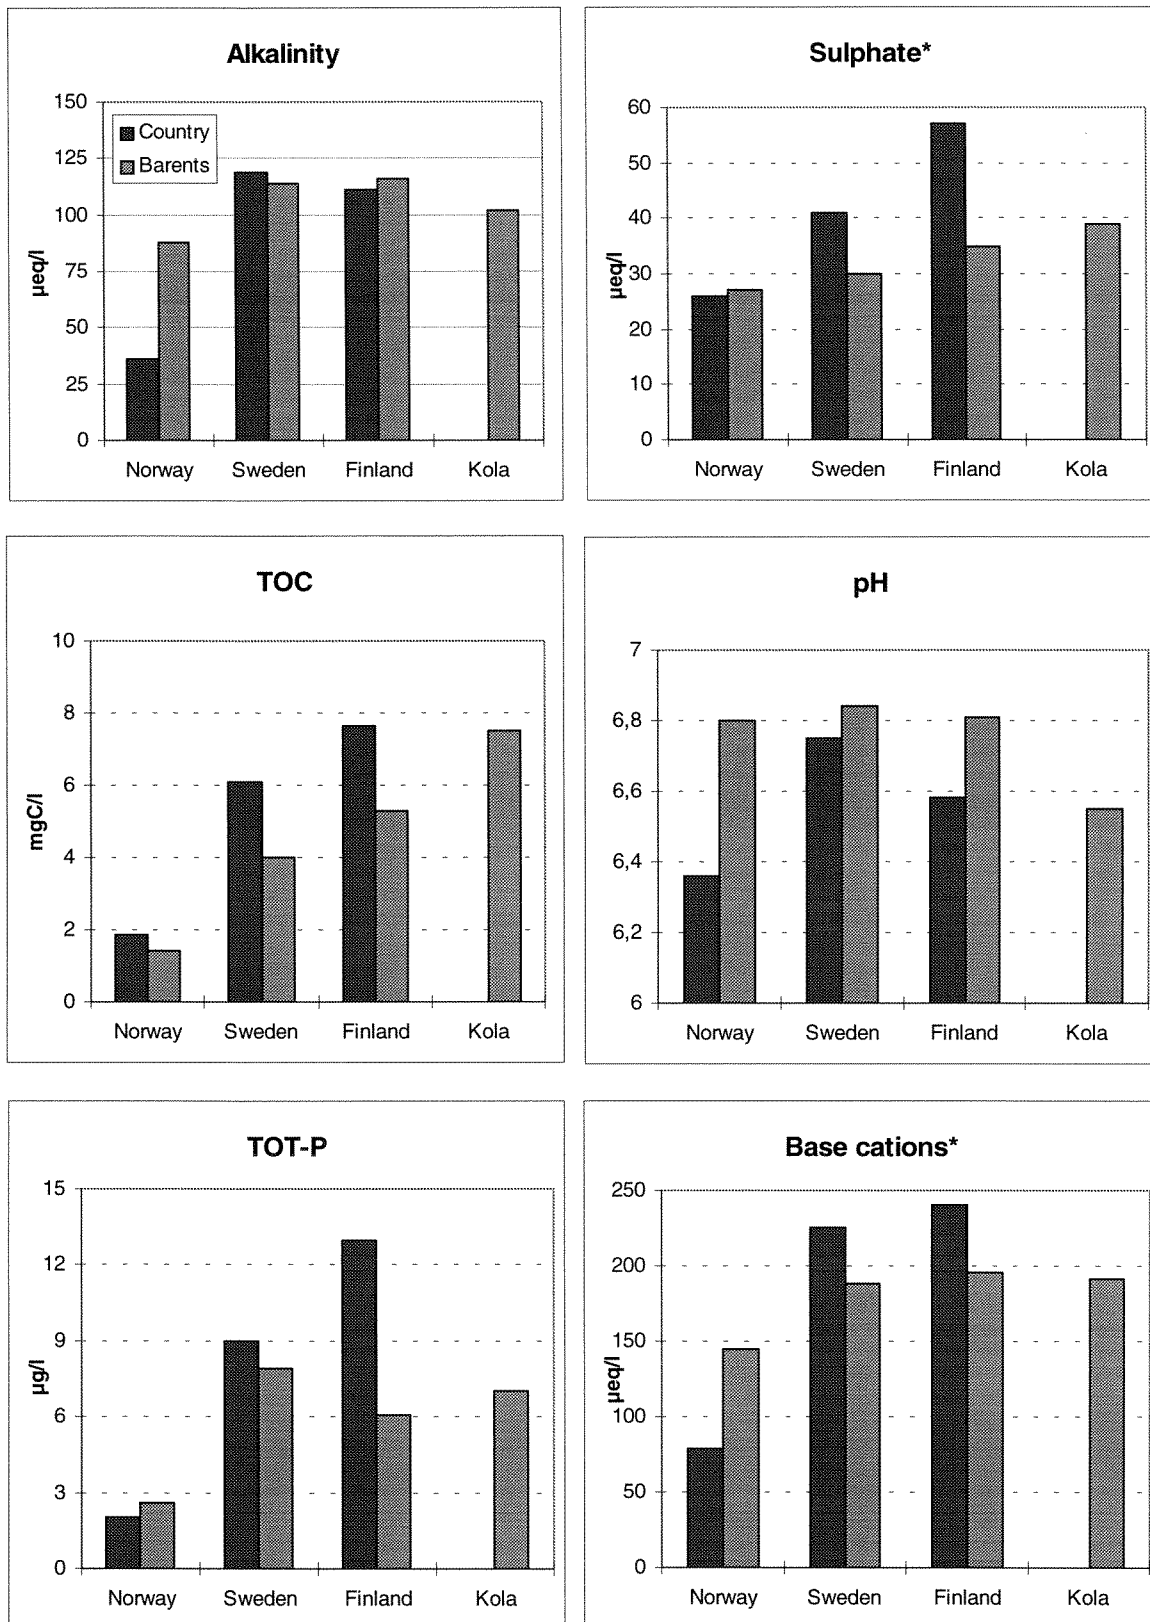 Alkalinity
150
125
100
75
50
25
0
µeq/l
Country
Barents
Norway Sweden Finland Kola
Sulphate*
60
50
40
30
20
10
0
µeq/l
Norway Sweden Finland Kola
TOC
10
8
6
4
2
0
mgC/l
Norway Sweden Finland Kola
pH
7
6,8
6,6
6,4
6,2
6
Norway Sweden Finland Kola
TOT-P
15
12
9
6
3
0
µg/l
Norway Sweden Finland Kola
Base cations*
250
200
150
100
50
0
µeq/l
Norway Sweden Finland Kola